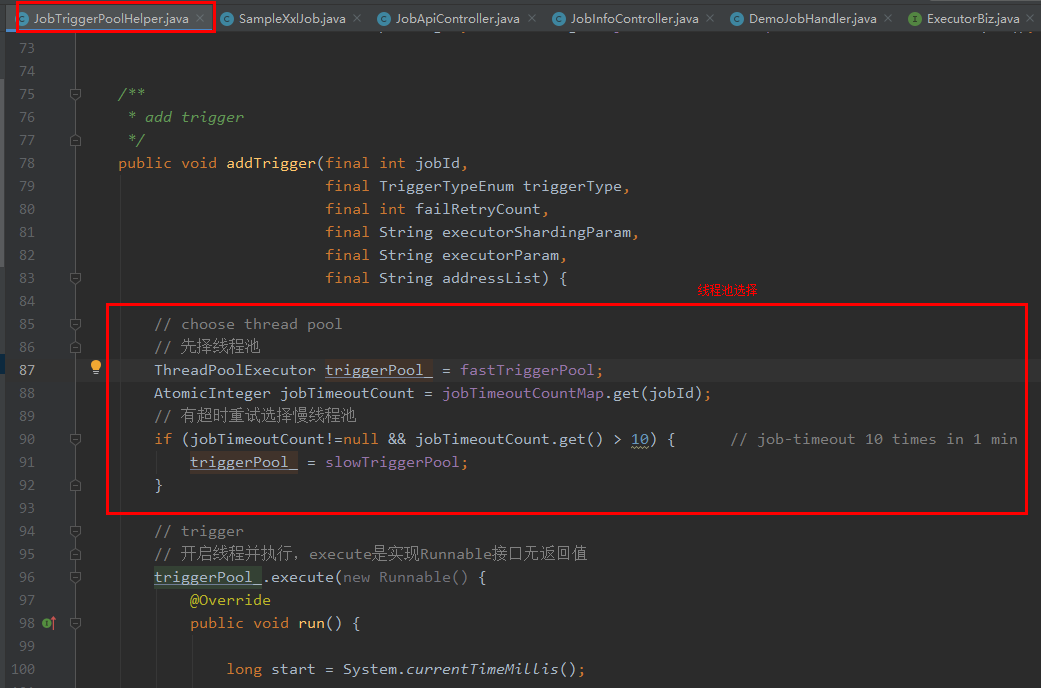 JobTriggerPoolHelper.java SampleXxlJob.java JobApiController.java JobInfoController.java DemoJobHandler.java ExecutorBiz.java
73
74
75 /**
76 * add trigger
77 */
78 public void addTrigger(final int jobId,
79 final TriggerTypeEnum triggerType,
80 final int failRetryCount,
81 final String executorShardingParam,
82 final String executorParam,
83 final String addressList) {
线程池选择
84
85 // choose thread pool
86 // 先择线程池
87 ThreadPoolExecutor triggerPool_ = fastTriggerPool;
88 AtomicInteger jobTimeoutCount = jobTimeoutCountMap.get(jobId);
89 // 有超时重试选择慢线程池
90 if (jobTimeoutCount!=null && jobTimeoutCount.get() > 10) { // job-timeout 10 times in 1 min
91 triggerPool_ = slowTriggerPool;
92 }
93
94 // trigger
95 // 开启线程并执行，execute是实现Runnable接口无返回值
96 triggerPool_.execute(new Runnable() {
97 @Override
98 public void run() {
99
100 long start = System.currentTimeMillis();